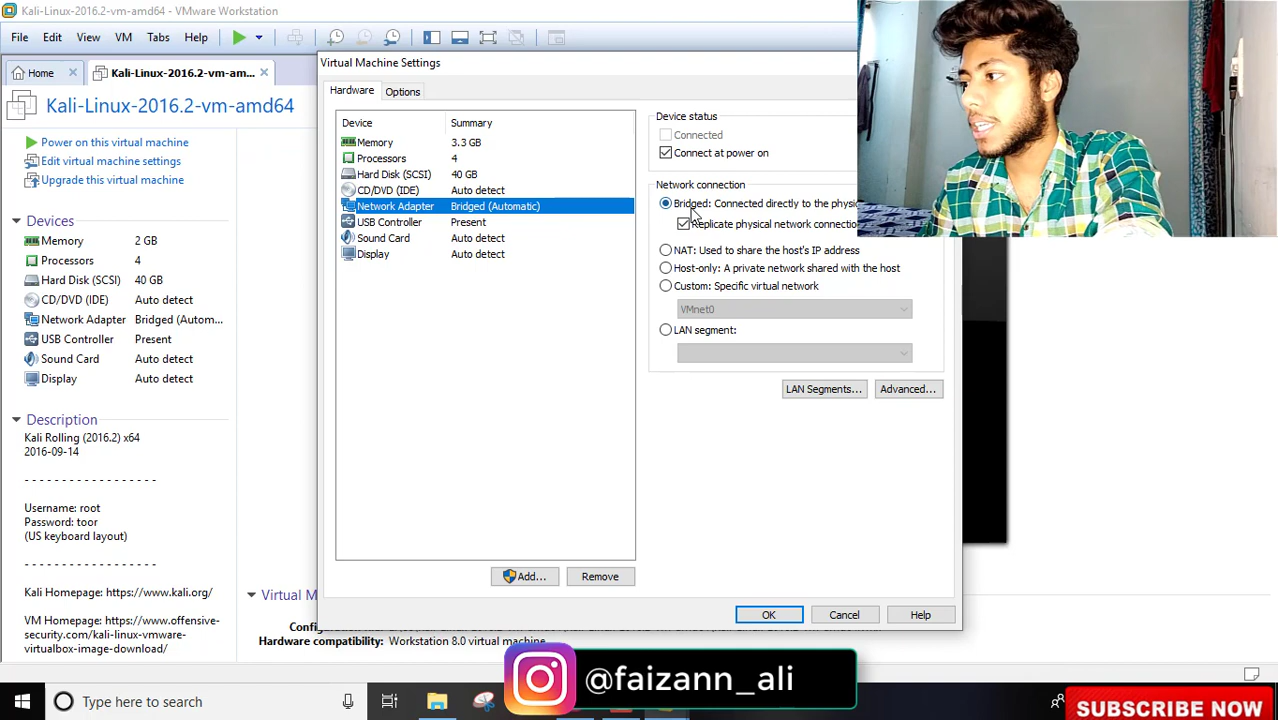 Kali-Linux-2016.2-vm-amd64 - VMware Workstation
File Edit View VM Tabs Help
Home
Kali-Linux-2016.2-vm-am...
Kali-Linux-2016.2-vm-amd64
Power on this virtual machine
Edit virtual machine settings
Upgrade this virtual machine
Devices
Memory 2 GB
Processors 4
Hard Disk (SCSI) 40 GB
CD/DVD (IDE) Auto detect
Network Adapter Bridged (Autom...
USB Controller Present
Sound Card Auto detect
Display Auto detect
Description
Kali Rolling (2016.2) x64
2016-09-14
- - - - - - - - - - - - - - - - -
Username: root
Password: toor
(US keyboard layout)
- - - - - - - - - - - - - - - - -
Kali Homepage: https://www.kali.org/
VM Homepage: https://www.offensive-
security.com/kali-linux-vmware-
virtualbox-image-download/
Virtual Machine Settings
Hardware Options
Device Summary
Memory 3.3 GB
Processors 4
Hard Disk (SCSI) 40 GB
CD/DVD (IDE) Auto detect
Network Adapter Bridged (Automatic)
USB Controller Present
Sound Card Auto detect
Display Auto detect
Add... Remove
Device status
Connected
Connect at power on
Network connection
Bridged: Connected directly to the physic
Replicate physical network connectio
NAT: Used to share the host's IP address
Host-only: A private network shared with the host
Custom: Specific virtual network
VMnet0
LAN segment:
LAN Segments... Advanced...
OK Cancel Help
Virtual M
Hardware compatibility: Workstation 8.0 virtual machine
@faizann_ali
Type here to search
SUBSCRIBE NOW